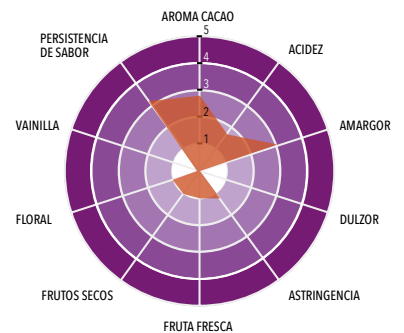 AROMA CACAO
5
4
3
2
1
ACIDEZ
AMARGOR
DULZOR
ASTRINGENCIA
FRUTA FRESCA
FRUTOS SECOS
FLORAL
VAINILLA
PERSISTENCIA
DE SABOR